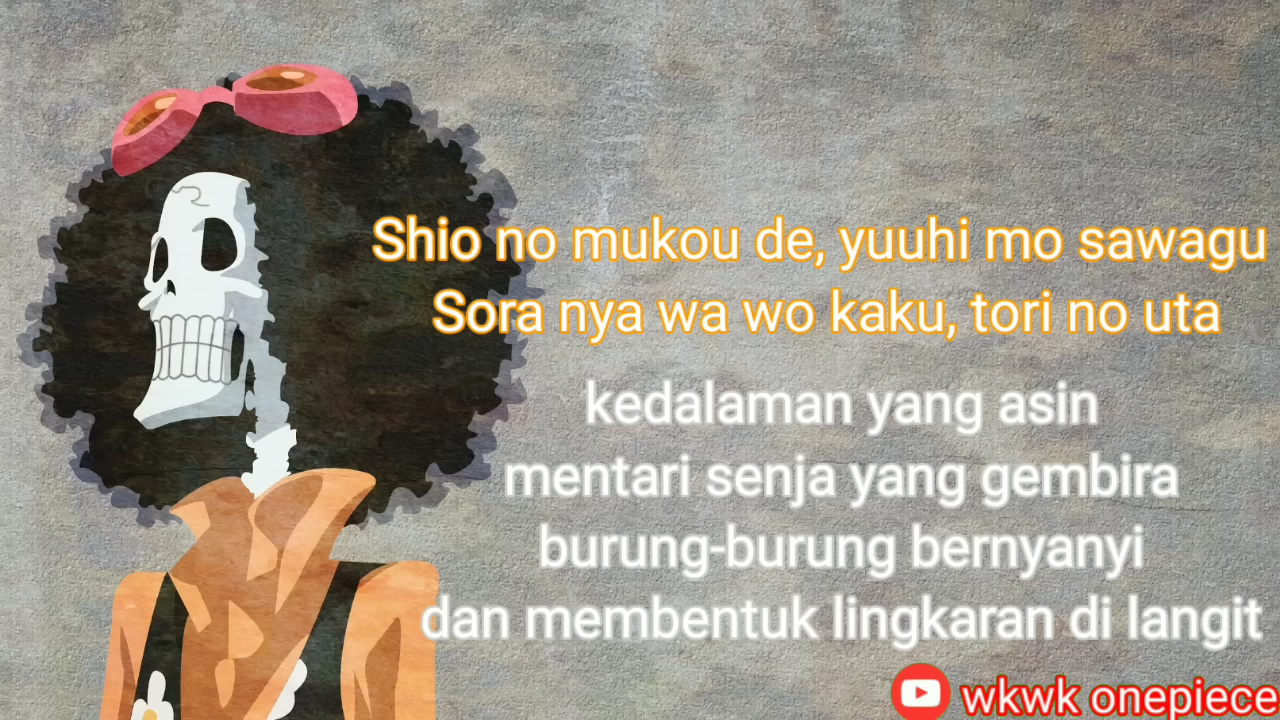 Shio no mukou de, yuuhi mo sawagu
Sora nya wa wo kaku, tori no uta
kedalaman yang asin
mentari senja yang gembira
burung-burung bernyanyi
dan membentuk lingkaran di langit
wkwk onepiece